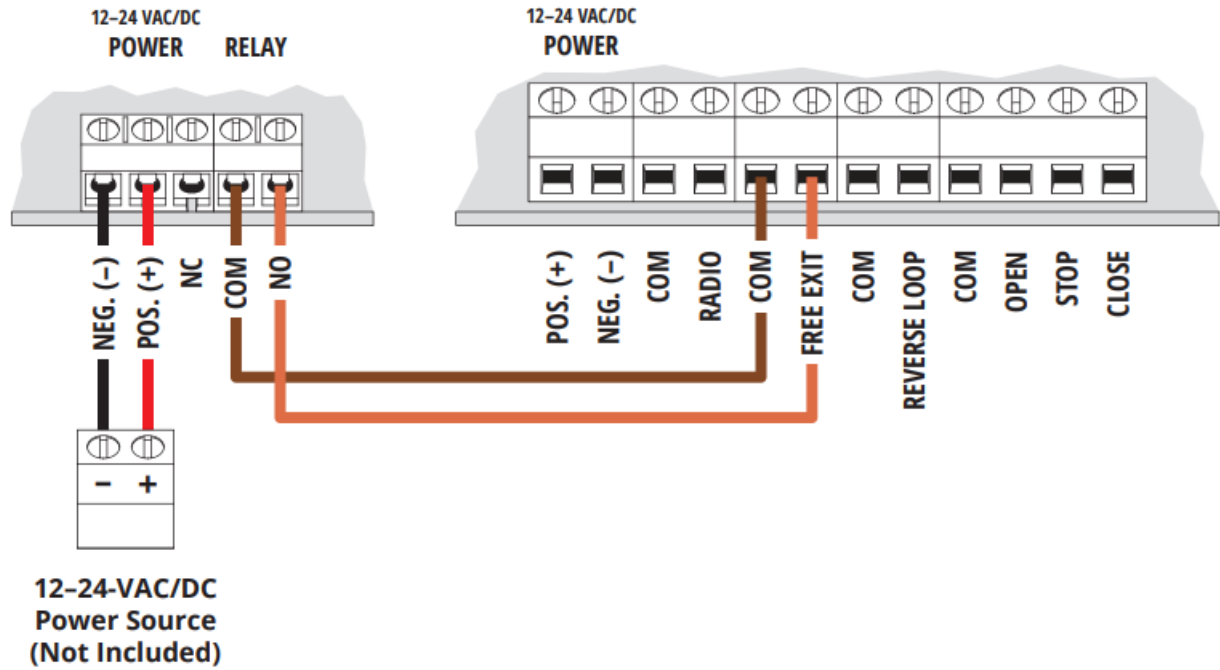 12–24 VAC/DC
POWER
RELAY
12–24 VAC/DC
POWER
NEG. (–)
POS. (+)
NC
COM
NO
POS. (+)
NEG. (–)
COM
RADIO
COM
FREE EXIT
COM
REVERSE LOOP
COM
OPEN
STOP
CLOSE
– +
12–24-VAC/DC
Power Source
(Not Included)